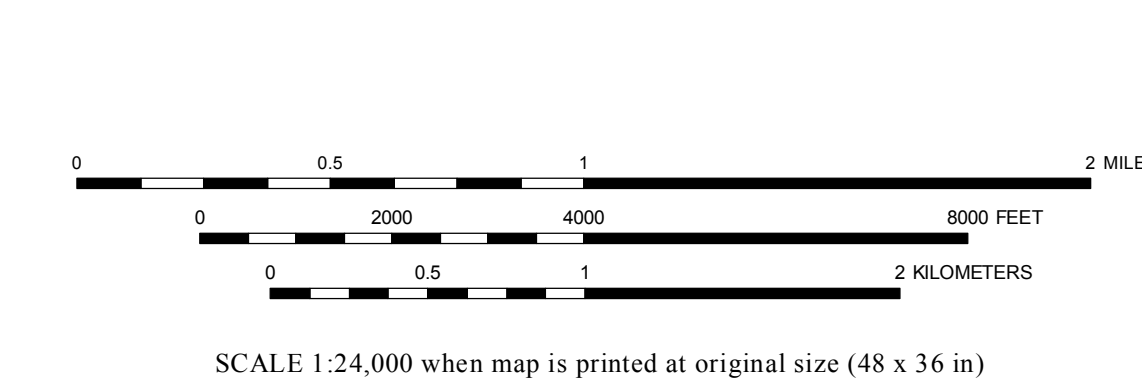 0 0.5 1 2 MILE
0 2000 4000 8000 FEET
0 0.5 1 2 KILOMETERS
SCALE 1:24,000 when map is printed at original size (48 x 36 in)